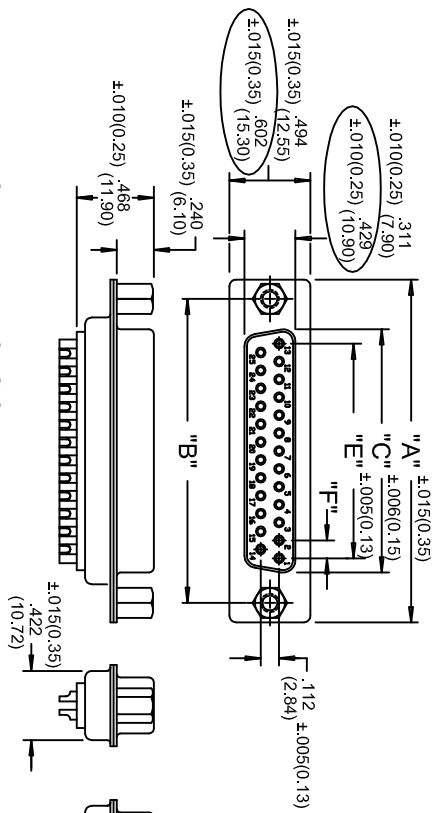 "A" ±.015(0.35)
"C" ±.006(0.15)
"E" ±.005(0.13)
"F"
±.010(0.25) .311
(7.90)
±.010(0.25) .429
(10.90)
±.015(0.35) .494
(12.55)
±.015(0.35) .602
(15.30)
13 12 11 10 9 8 7 6 5 4 3 2 1
25 24 23 22 21 20 19 18 17 16 15 14
.112 ±.005(0.13)
(2.84)
"B"
±.015(0.35) .240
(6.10)
±.010(0.25) .468
(11.90)
±.015(0.35)
.422
(10.72)